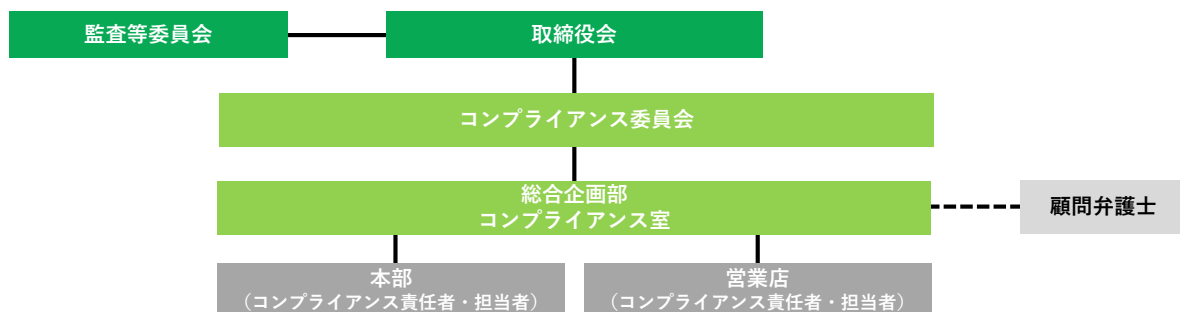 監査等委員会
取締役会
コンプライアンス委員会
総合企画部
コンプライアンス室
顧問弁護士
本部
（コンプライアンス責任者・担当者）
営業店
（コンプライアンス責任者・担当者）